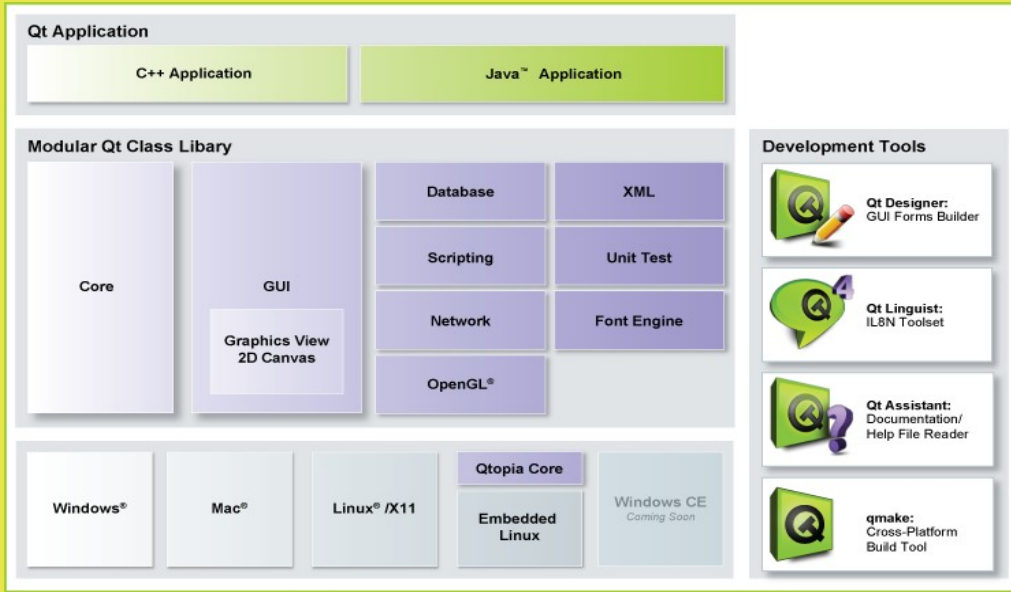 Qt Application
C++ Application
Java™ Application
Modular Qt Class Libary
Core
GUI
Graphics View
2D Canvas
Database
XML
Scripting
Unit Test
Network
Font Engine
OpenGL®
Windows®
Mac®
Linux® /X11
Qtopia Core
Embedded
Linux
Windows CE
Coming Soon
Development Tools
Qt Designer:
GUI Forms Builder
4
Qt Linguist:
IL8N Toolset
Qt Assistant:
Documentation/
Help File Reader
?
qmake:
Cross-Platform
Build Tool